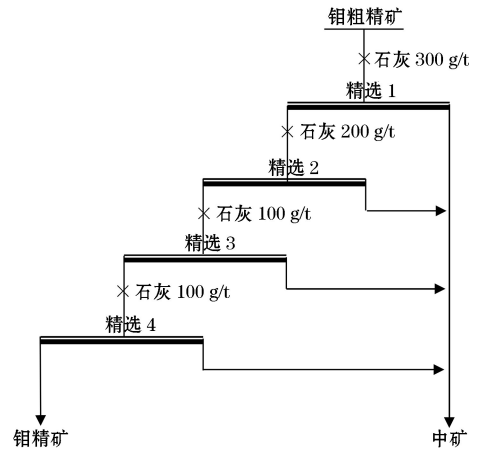 钼粗精矿
石灰 300 g/t
精选 1
石灰 200 g/t
精选 2
石灰 100 g/t
精选 3
石灰 100 g/t
精选 4
钼精矿
中矿